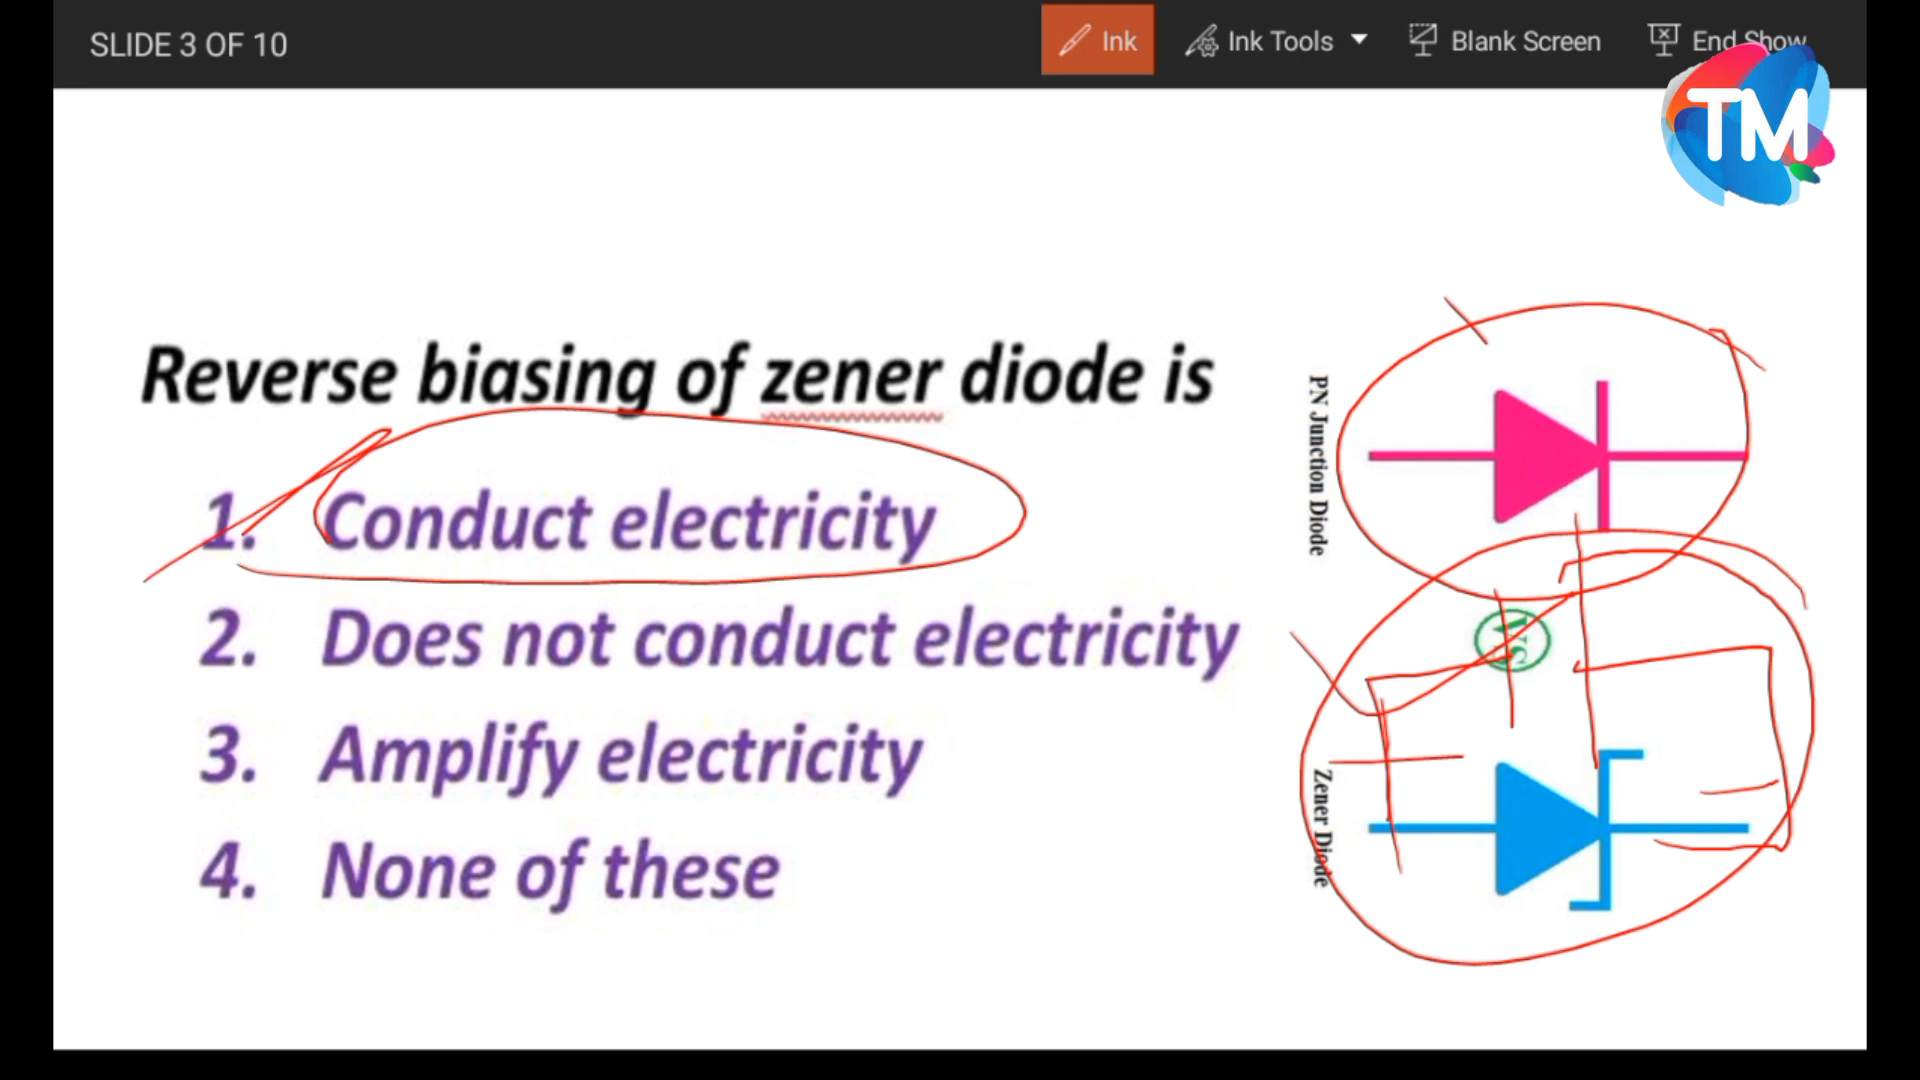 SLIDE 3 OF 10
Ink
Ink Tools
Blank Screen
End Show
TM
Reverse biasing of zener diode is
1. Conduct electricity
2. Does not conduct electricity
3. Amplify electricity
4. None of these
PN Junction Diode
Vs
Zener Diode